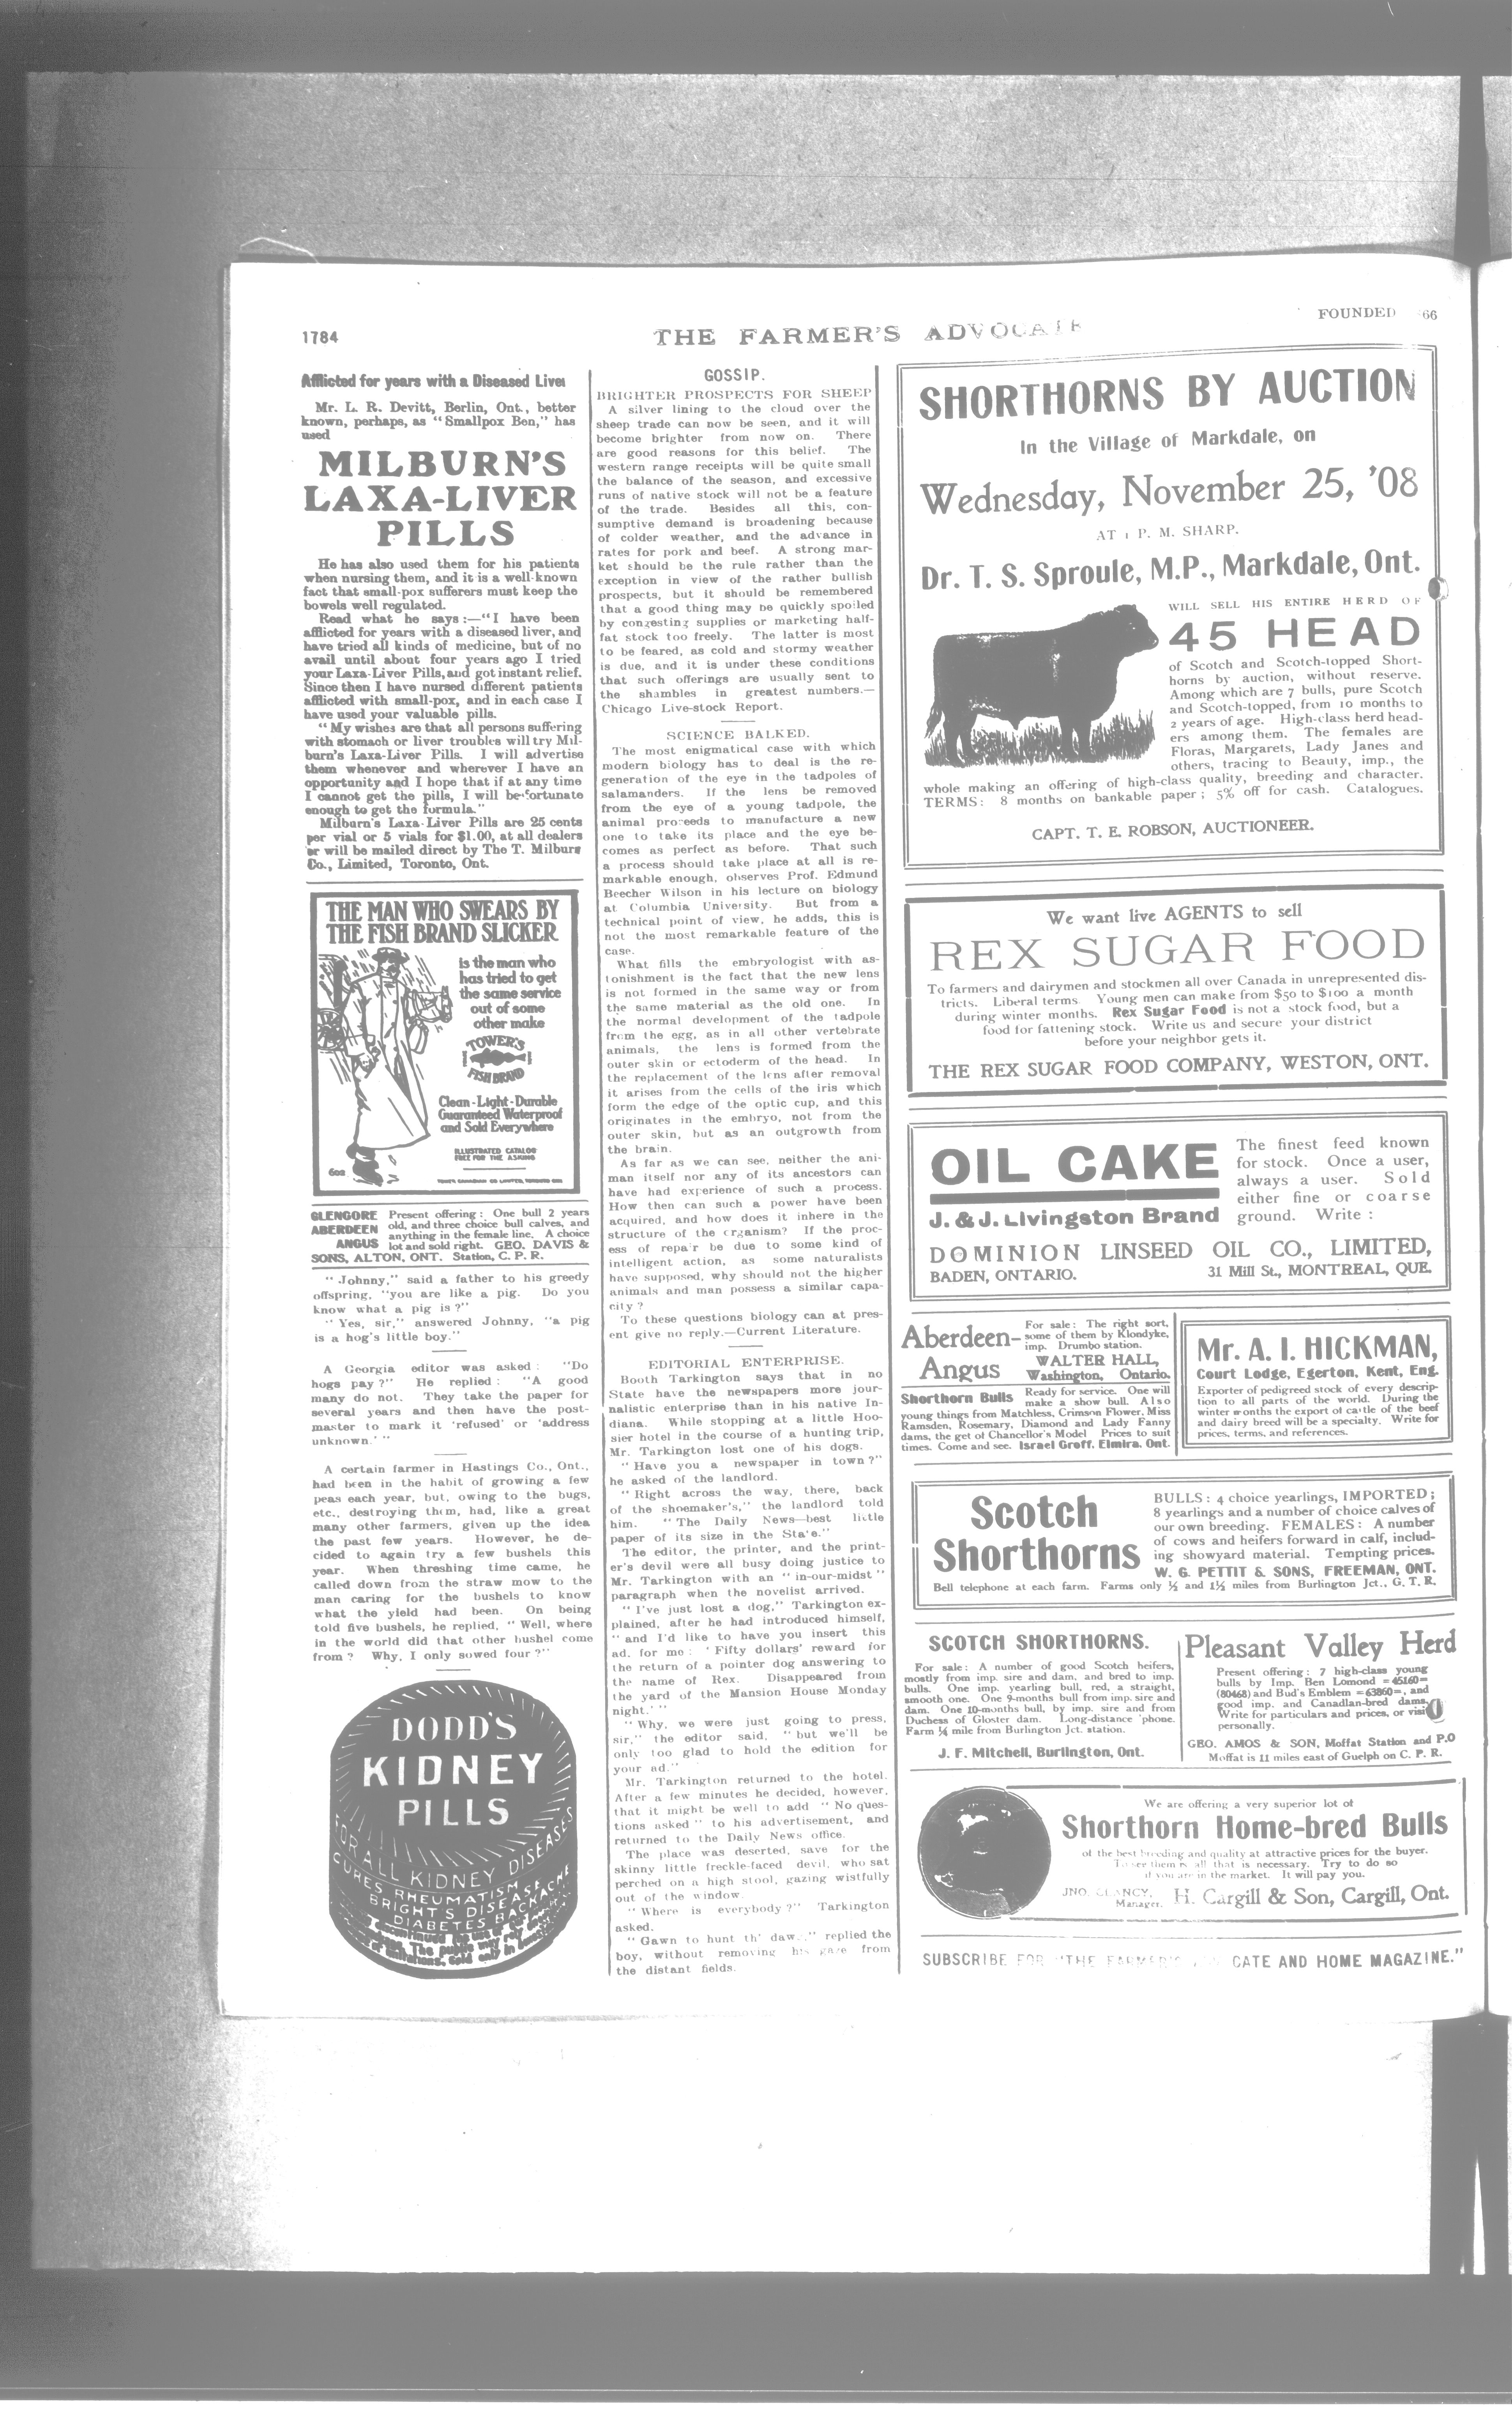 1784
THE FARMER'S ADVOCATE
FOUNDED 66
Afflicted for years with a Diseased Liver
Mr. L. R. Devitt, Berlin, Ont., better
known, perhaps, as "Smallpox Ben," has
used
MILBURN'S
LAXA-LIVER
PILLS
He has also used them for his patients
when nursing them, and it is a well-known
fact that small-pox sufferers must keep the
bowels well regulated.
Read what he says:—"I have been
afflicted for years with a diseased liver, and
have tried all kinds of medicine, but of no
avail until about four years ago I tried
your Laxa-Liver Pills, and got instant relief.
Since then I have nursed different patients
afflicted with small-pox, and in each case I
have used your valuable pills.
"My wishes are that all persons suffering
with stomach or liver troubles will try Mil-
burn's Laxa-Liver Pills. I will advertise
them whenever and wherever I have an
opportunity and I hope that if at any time
I cannot get the pills, I will be fortunate
enough to get the formula."
Milburn's Laxa-Liver Pills are 25 cents
per vial or 5 vials for $1.00, at all dealers
or will be mailed direct by The T. Milburn
Co., Limited, Toronto, Ont.
THE MAN WHO SWEARS BY
THE FISH BRAND SLICKER
is the man who
has tried to get
the same service
out of some
other make
TOWER'S
FISH BRAND
Clean-Light-Durable
Guaranteed Waterproof
and Sold Everywhere
ILLUSTRATED CATALOG
FREE FOR THE ASKING
TOWER CANADIAN CO LIMITED, TORONTO CAN
GLENGORE Present offering: One bull 2 years
ABERDEEN old, and three choice bull calves, and
anything in the female line. A choice
ANGUS lot and sold right. GEO. DAVIS &
SONS, ALTON, ONT. Station, C. P. R.
"Johnny," said a father to his greedy
offspring, "you are like a pig. Do you
know what a pig is?"
"Yes, sir," answered Johnny, "a pig
is a hog's little boy."
A Georgia editor was asked: "Do
hogs pay?" He replied: "A good
many do not. They take the paper for
several years and then have the post-
master to mark it 'refused' or 'address
unknown.'"
A certain farmer in Hastings Co., Ont.,
had been in the habit of growing a few
peas each year, but, owing to the bugs,
etc., destroying them, had, like a great
many other farmers, given up the idea
the past few years. However, he de-
cided to again try a few bushels this
year. When threshing time came, he
called down from the straw mow to the
man caring for the bushels to know
what the yield had been. On being
told five bushels, he replied, "Well, where
in the world did that other bushel come
from? Why, I only sowed four?"
DODD'S
KIDNEY
PILLS
FOR ALL KIDNEY DISEASES
CURES RHEUMATISM
BRIGHT'S DISEASE
DIABETES BACKACHE
GOSSIP.
BRIGHTER PROSPECTS FOR SHEEP
A silver lining to the cloud over the
sheep trade can now be seen, and it will
become brighter from now on. There
are good reasons for this belief. The
western range receipts will be quite small
the balance of the season, and excessive
runs of native stock will not be a feature
of the trade. Besides all this, con-
sumptive demand is broadening because
of colder weather, and the advance in
rates for pork and beef. A strong mar-
ket should be the rule rather than the
exception in view of the rather bullish
prospects, but it should be remembered
that a good thing may be quickly spoiled
by congesting supplies or marketing half-
fat stock too freely. The latter is most
to be feared, as cold and stormy weather
is due, and it is under these conditions
that such offerings are usually sent to
the shambles in greatest numbers.—
Chicago Live-stock Report.
SCIENCE BALKED.
The most enigmatical case with which
modern biology has to deal is the re-
generation of the eye in the tadpoles of
salamanders. If the lens be removed
from the eye of a young tadpole, the
animal proceeds to manufacture a new
one to take its place and the eye be-
comes as perfect as before. That such
a process should take place at all is re-
markable enough, observes Prof. Edmund
Beecher Wilson in his lecture on biology
at Columbia University. But from a
technical point of view, he adds, this is
not the most remarkable feature of the
case.
What fills the embryologist with as-
tonishment is the fact that the new lens
is not formed in the same way or from
the same material as the old one. In
the normal development of the tadpole
from the egg, as in all other vertebrate
animals, the lens is formed from the
outer skin or ectoderm of the head. In
the replacement of the lens after removal
it arises from the cells of the iris which
form the edge of the optic cup, and this
originates in the embryo, not from the
outer skin, but as an outgrowth from
the brain.
As far as we can see, neither the ani-
man itself nor any of its ancestors can
have had experience of such a process.
How then can such a power have been
acquired, and how does it inhere in the
structure of the organism? If the proc-
ess of repair be due to some kind of
intelligent action, as some naturalists
have supposed, why should not the higher
animals and man possess a similar capa-
city?
To these questions biology can at pres-
ent give no reply.—Current Literature.
EDITORIAL ENTERPRISE.
Booth Tarkington says that in no
State have the newspapers more jour-
nalistic enterprise than in his native In-
diana. While stopping at a little Hoo-
sier hotel in the course of a hunting trip,
Mr. Tarkington lost one of his dogs.
"Have you a newspaper in town?"
he asked of the landlord.
"Right across the way, there, back
of the shoemaker's," the landlord told
him. "The Daily News—best little
paper of its size in the State."
The editor, the printer, and the print-
er's devil were all busy doing justice to
Mr. Tarkington with an "in-our-midst"
paragraph when the novelist arrived.
"I've just lost a dog," Tarkington ex-
plained, after he had introduced himself,
"and I'd like to have you insert this
ad. for me: 'Fifty dollars' reward for
the return of a pointer dog answering to
the name of Rex. Disappeared from
the yard of the Mansion House Monday
night.'"
"Why, we were just going to press,
sir," the editor said, "but we'll be
only too glad to hold the edition for
your ad."
Mr. Tarkington returned to the hotel.
After a few minutes he decided, however,
that it might be well to add "No ques-
tions asked" to his advertisement, and
returned to the Daily News office.
The place was deserted, save for the
skinny little freckle-faced devil, who sat
perched on a high stool, gazing wistfully
out of the window.
"Where is everybody?" Tarkington
asked.
"Gawn to hunt th' dawg," replied the
boy, without removing his gaze from
the distant fields.
SHORTHORNS BY AUCTION
In the Village of Markdale, on
Wednesday, November 25, '08
AT 1 P. M. SHARP.
Dr. T. S. Sproule, M.P., Markdale, Ont.
WILL SELL HIS ENTIRE HERD OF
45 HEAD
of Scotch and Scotch-topped Short-
horns by auction, without reserve.
Among which are 7 bulls, pure Scotch
and Scotch-topped, from 10 months to
2 years of age. High-class herd head-
ers among them. The females are
Floras, Margarets, Lady Janes and
others, tracing to Beauty, imp., the
whole making an offering of high-class quality, breeding and character.
TERMS: 8 months on bankable paper; 5% off for cash. Catalogues.
CAPT. T. E. ROBSON, AUCTIONEER.
We want live AGENTS to sell
REX SUGAR FOOD
To farmers and dairymen and stockmen all over Canada in unrepresented dis-
tricts. Liberal terms. Young men can make from $50 to $100 a month
during winter months. Rex Sugar Food is not a stock food, but a
food for fattening stock. Write us and secure your district
before your neighbor gets it.
THE REX SUGAR FOOD COMPANY, WESTON, ONT.
OIL CAKE
J. & J. Livingston Brand
The finest feed known
for stock. Once a user,
always a user. Sold
either fine or coarse
ground. Write:
DOMINION LINSEED OIL CO., LIMITED,
BADEN, ONTARIO. 31 Mill St., MONTREAL, QUE.
Aberdeen-Angus
For sale: The right sort,
some of them by Klondyke,
imp. Drumbo station.
WALTER HALL,
Washington, Ontario.
Shorthorn Bulls Ready for service. One will
make a show bull. Also
young things from Matchless, Crimson Flower, Miss
Ramsden, Rosemary, Diamond and Lady Fanny
dams, the get of Chancellor's Model Prices to suit
times. Come and see. Israel Groff, Elmira, Ont.
Mr. A. I. HICKMAN,
Court Lodge, Egerton, Kent, Eng.
Exporter of pedigreed stock of every descrip-
tion to all parts of the world. During the
winter months the export of cattle of the beef
and dairy breed will be a specialty. Write for
prices, terms, and references.
Scotch
Shorthorns
BULLS: 4 choice yearlings, IMPORTED;
8 yearlings and a number of choice calves of
our own breeding. FEMALES: A number
of cows and heifers forward in calf, includ-
ing showyard material. Tempting prices.
W. G. PETTIT & SONS, FREEMAN, ONT.
Bell telephone at each farm. Farms only ½ and 1½ miles from Burlington Jct., G. T. R.
SCOTCH SHORTHORNS.
For sale: A number of good Scotch heifers,
mostly from imp. sire and dam, and bred to imp.
bulls. One imp. yearling bull, red, a straight,
smooth one. One 9-months bull from imp. sire and
dam. One 10-months bull, by imp. sire and from
Duchess of Gloster dam. Long-distance 'phone.
Farm ¼ mile from Burlington Jct. station.
J. F. Mitchell, Burlington, Ont.
Pleasant Valley Herd
Present offering: 7 high-class young
bulls by Imp. Ben Lomond =45160=
(80468) and Bud's Emblem =63860=, and
good imp. and Canadian-bred dams.
Write for particulars and prices, or visit
personally.
GEO. AMOS & SON, Moffat Station and P.O
Moffat is 11 miles east of Guelph on C. P. R.
We are offering a very superior lot of
Shorthorn Home-bred Bulls
of the best breeding and quality at attractive prices for the buyer.
To see them is all that is necessary. Try to do so
if you are in the market. It will pay you.
JNO. CLANCY,
Manager.
H. Cargill & Son, Cargill, Ont.
SUBSCRIBE FOR "THE FARMER'S CATE AND HOME MAGAZINE."